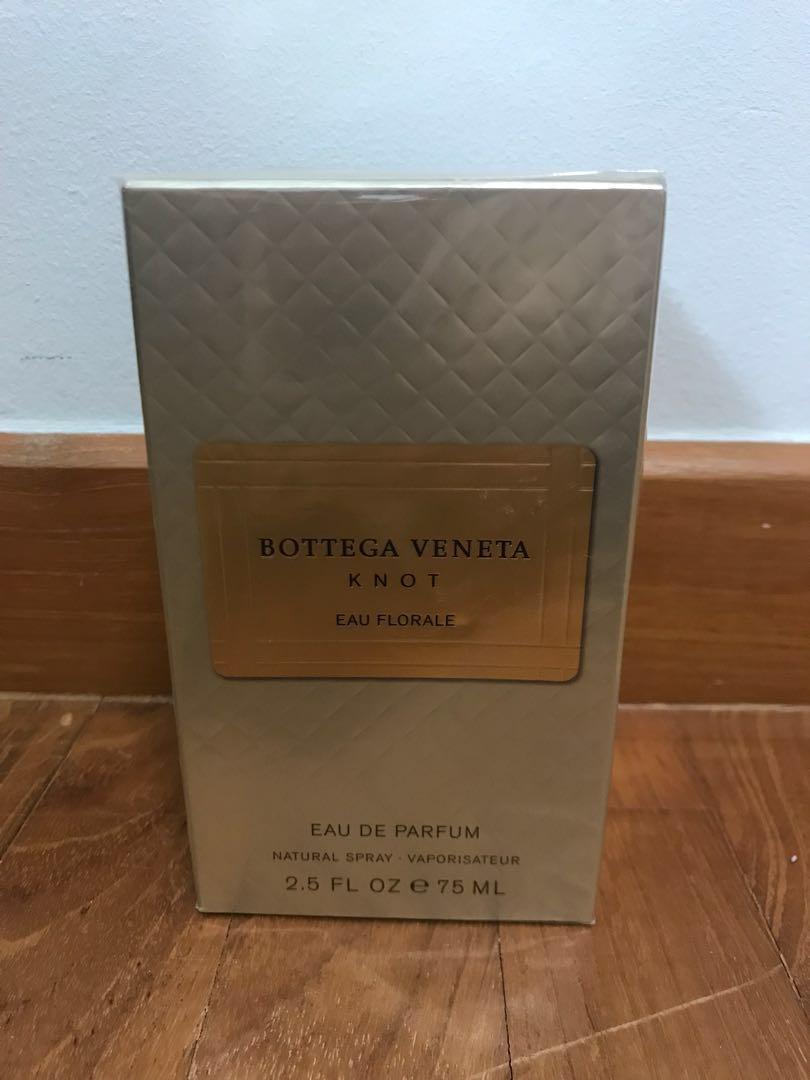 BOTTEGA VENETA
KNOT
EAU FLORALE
EAU DE PARFUM
NATURAL SPRAY · VAPORISATEUR
2.5 FL OZ ℮ 75 ML